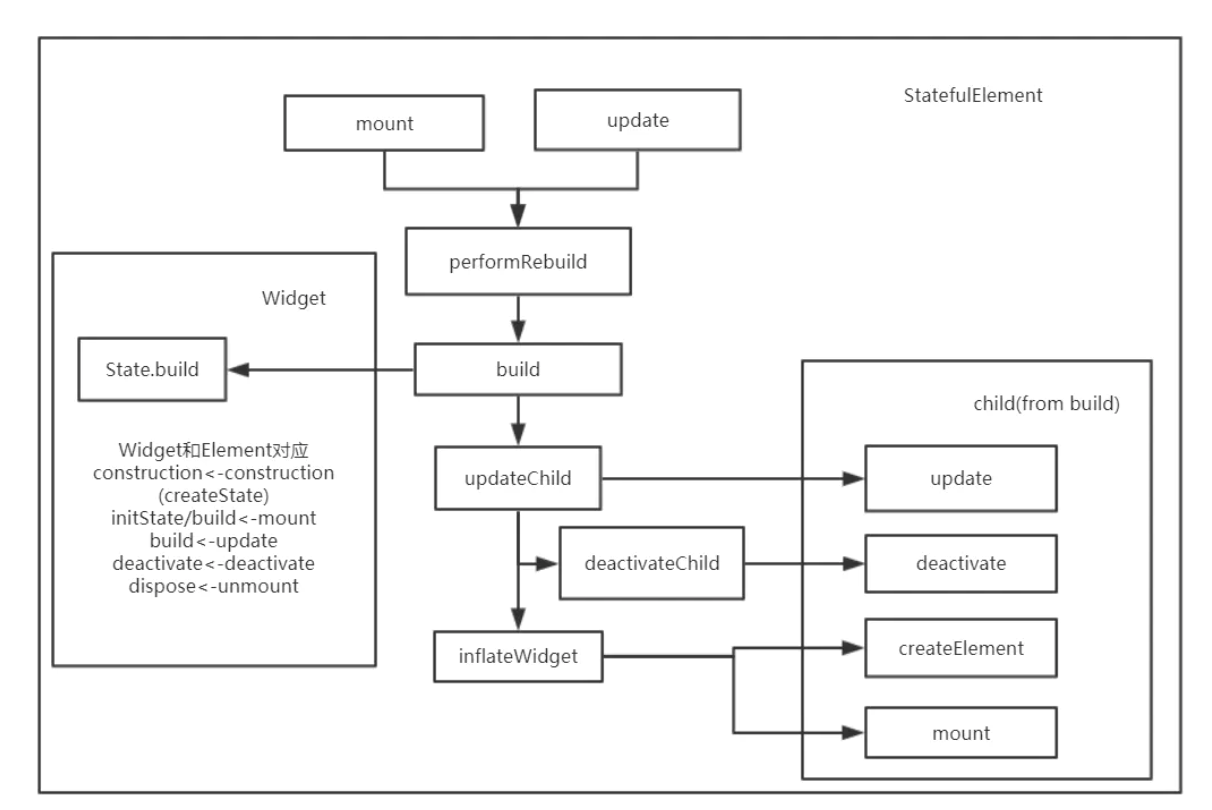 StatefulElement
mount
update
performRebuild
Widget
State.build
build
child(from build)
Widget和Element对应
construction<-construction
(createState)
initState/build<-mount
build<-update
deactivate<-deactivate
dispose<-unmount
updateChild
update
deactivateChild
deactivate
inflateWidget
createElement
mount